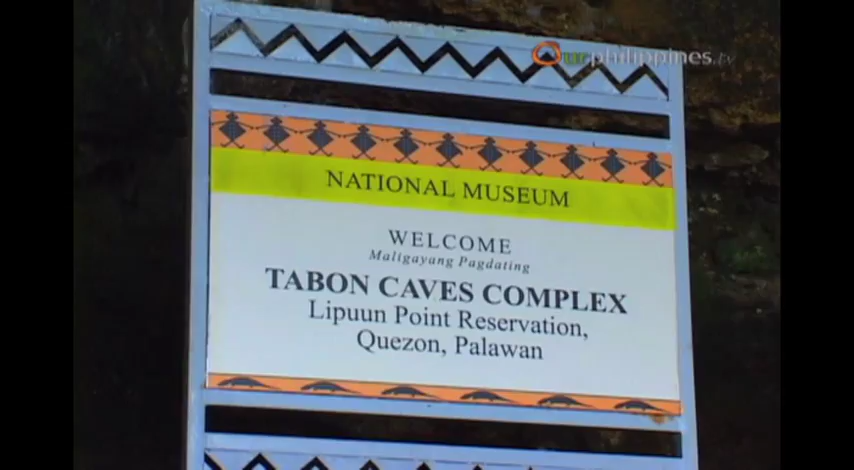 Ourphilippines.tv
NATIONAL MUSEUM
WELCOME
Maligayang Pagdating
TABON CAVES COMPLEX
Lipuun Point Reservation,
Quezon, Palawan